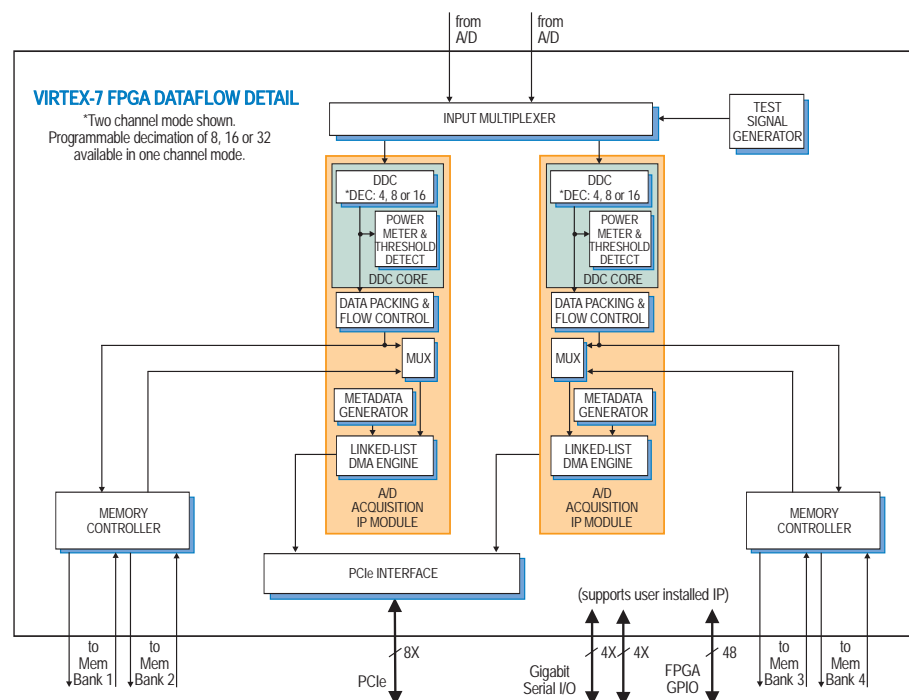 from
A/D
from
A/D
VIRTEX-7 FPGA DATAFLOW DETAIL
*Two channel mode shown.
Programmable decimation of 8, 16 or 32
available in one channel mode.
INPUT MULTIPLEXER
TEST
SIGNAL
GENERATOR
DDC
*DEC: 4, 8 or 16
POWER
METER &
THRESHOLD
DETECT
DDC CORE
DATA PACKING &
FLOW CONTROL
MUX
METADATA
GENERATOR
LINKED-LIST
DMA ENGINE
A/D
ACQUISITION
IP MODULE
DDC
*DEC: 4, 8 or 16
POWER
METER &
THRESHOLD
DETECT
DDC CORE
DATA PACKING &
FLOW CONTROL
MUX
METADATA
GENERATOR
LINKED-LIST
DMA ENGINE
A/D
ACQUISITION
IP MODULE
MEMORY
CONTROLLER
MEMORY
CONTROLLER
PCIe INTERFACE
(supports user installed IP)
to
Mem
Bank 1
to
Mem
Bank 2
8X
PCIe
4X
4X
Gigabit
Serial I/O
48
FPGA
GPIO
to
Mem
Bank 3
to
Mem
Bank 4